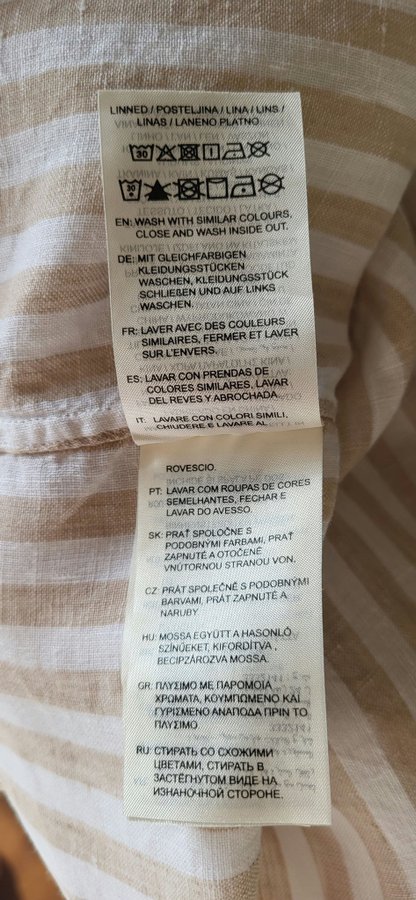 LINNED / POSTELJINA / LINA / LINS /
LINAS / LANENO PLATNO
30
30
EN: WASH WITH SIMILAR COLOURS,
CLOSE AND WASH INSIDE OUT.
DE: MIT GLEICHFARBIGEN
KLEIDUNGSSTÜCKEN
WASCHEN, KLEIDUNGSSTÜCK
SCHLIEßEN UND AUF LINKS
WASCHEN.
FR: LAVER AVEC DES COULEURS
SIMILAIRES, FERMER ET LAVER
SUR L'ENVERS.
ES: LAVAR CON PRENDAS DE
COLORES SIMILARES, LAVAR
DEL REVES Y ABROCHADA.
IT: LAVARE CON COLORI SIMILI,
CHIUDERE E LAVARE AL
ROVESCIO.
PT: LAVAR COM ROUPAS DE CORES
SEMELHANTES, FECHAR E
LAVAR DO AVESSO.
SK: PRAŤ SPOLOČNE S
PODOBNÝMI FARBAMI, PRAŤ
ZAPNUTÉ A OTOČENÉ
VNÚTORNOU STRANOU VON.
CZ: PRÁT SPOLEČNĚ S PODOBNÝMI
BARVAMI, PRÁT ZAPNUTÉ A
NARUBY
HU: MOSSA EGYÜTT A HASONLÓ
SZÍNŰEKET, KIFORDÍTVA ,
BECIPZÁROZVA MOSSA.
GR: ΠΛΥΣΙΜΟ ΜΕ ΠΑΡΟΜΟΙΑ
ΧΡΩΜΑΤΑ, ΚΟΥΜΠΩΜΕΝΟ ΚΑΙ
ΓΥΡΙΣΜΕΝΟ ΑΝΑΠΟΔΑ ΠΡΙΝ ΤΟ
ΠΛΥΣΙΜΟ
RU: СТИРАТЬ СО СХОЖИМИ
ЦВЕТАМИ, СТИРАТЬ В
ЗАСТЁГНУТОМ ВИДЕ НА
ИЗНАНОЧНОЙ СТОРОНЕ.